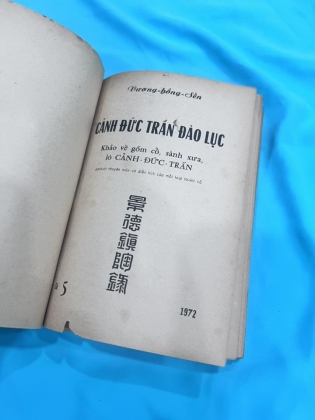 Vương-hồng-Sển
CẢNH ĐỨC TRẤN ĐÀO LỤC
Khảo về gốm cổ, sành xưa,
lò CẢNH-ĐỨC-TRẤN
景德鎮陶錄
1972
5